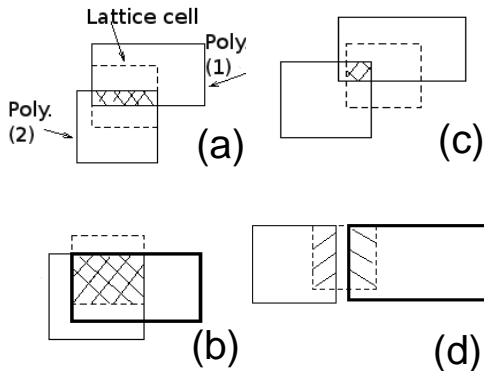 Lattice cell
Poly.
(1)
Poly.
(2)
(a)
(c)
(b)
(d)